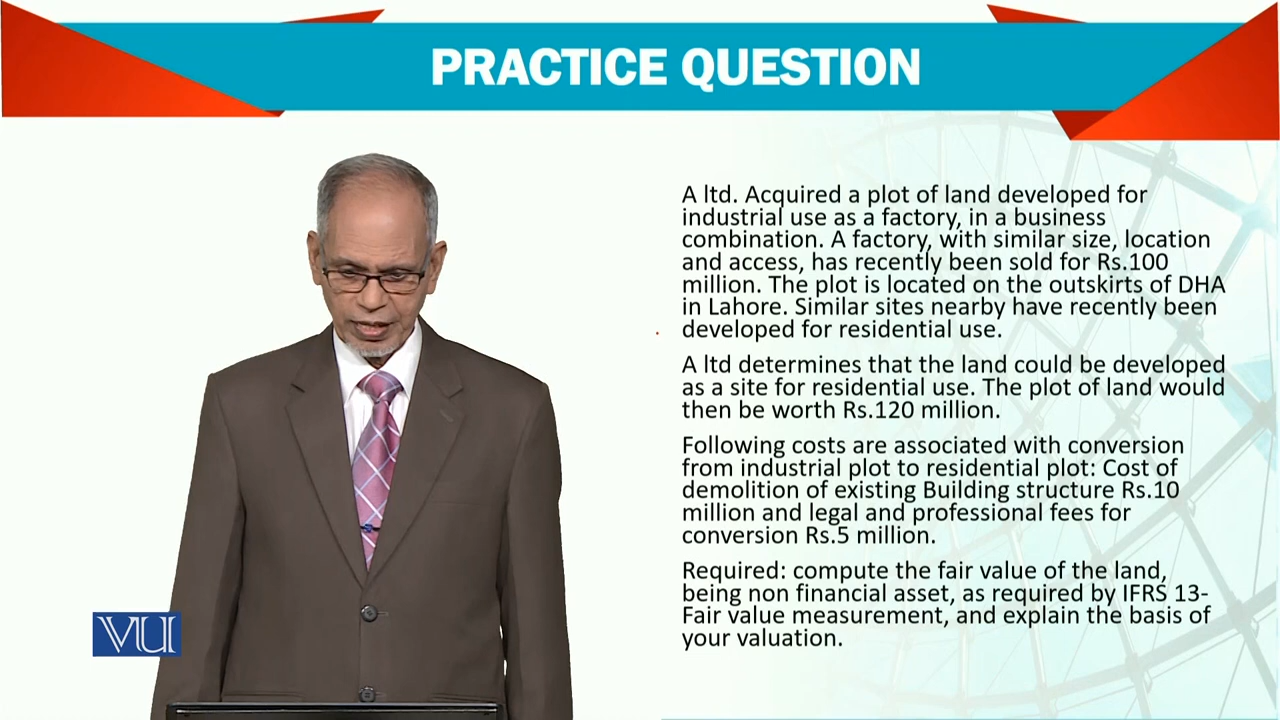 PRACTICE QUESTION
A ltd. Acquired a plot of land developed for
industrial use as a factory, in a business
combination. A factory, with similar size, location
and access, has recently been sold for Rs.100
million. The plot is located on the outskirts of DHA
in Lahore. Similar sites nearby have recently been
developed for residential use.
A ltd determines that the land could be developed
as a site for residential use. The plot of land would
then be worth Rs.120 million.
Following costs are associated with conversion
from industrial plot to residential plot: Cost of
demolition of existing Building structure Rs.10
million and legal and professional fees for
conversion Rs.5 million.
Required: compute the fair value of the land,
being non financial asset, as required by IFRS 13-
Fair value measurement, and explain the basis of
your valuation.
VU